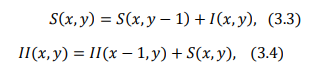 S(x, y) = S(x, y − 1) + I(x, y), (3.3)
II(x, y) = II(x − 1, y) + S(x, y), (3.4)